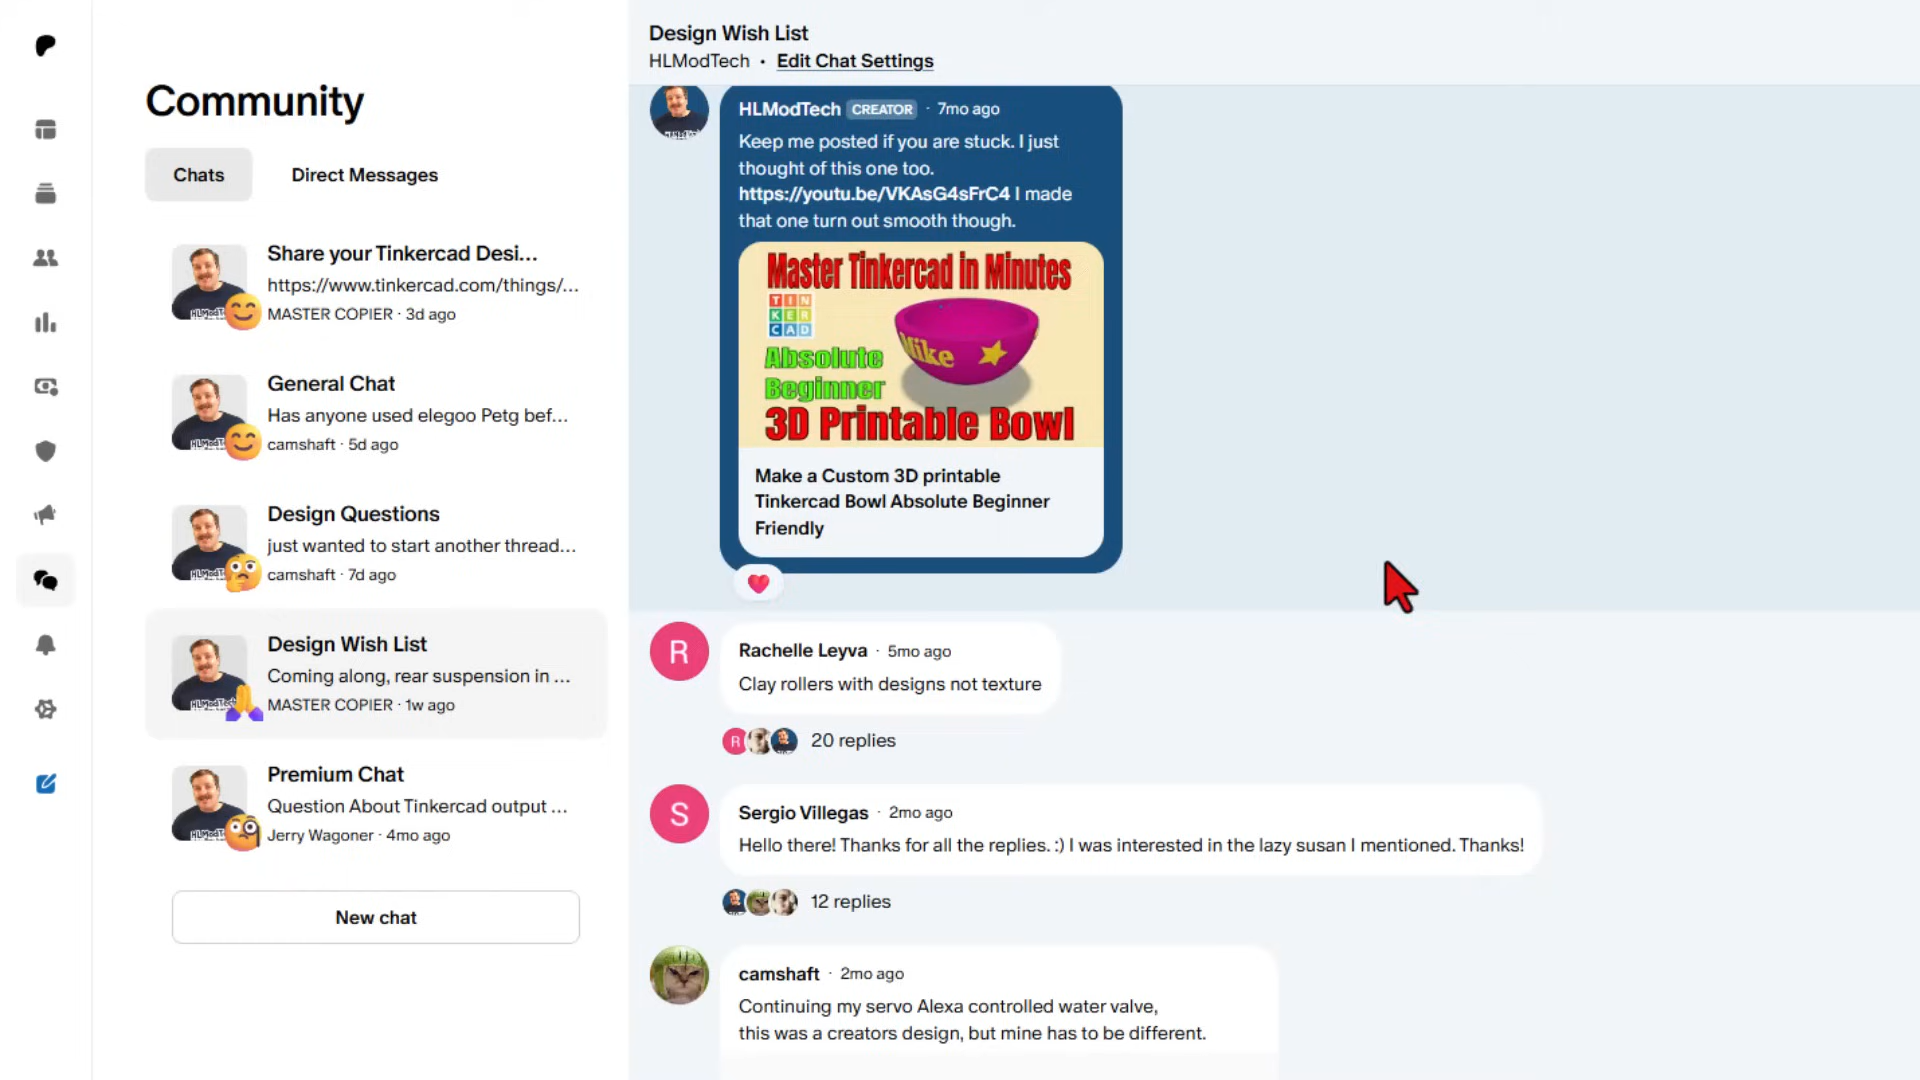 Community
Chats
Direct Messages
Share your Tinkercad Desi...
https://www.tinkercad.com/things/...
MASTER COPIER · 3d ago
General Chat
Has anyone used elegoo Petg bef...
camshaft · 5d ago
Design Questions
just wanted to start another thread...
camshaft · 7d ago
Design Wish List
Coming along, rear suspension in ...
MASTER COPIER · 1w ago
Premium Chat
Question About Tinkercad output ...
Jerry Wagoner · 4mo ago
New chat
Design Wish List
HLModTech • Edit Chat Settings
HLModTech CREATOR · 7mo ago
Keep me posted if you are stuck. I just
thought of this one too.
https://youtu.be/VKAsG4sFrC4 I made
that one turn out smooth though.
Master Tinkercad in Minutes
TIN
KER
CAD
Mike
Absolute
Beginner
3D Printable Bowl
Make a Custom 3D printable
Tinkercad Bowl Absolute Beginner
Friendly
R
Rachelle Leyva · 5mo ago
Clay rollers with designs not texture
R
20 replies
S
Sergio Villegas · 2mo ago
Hello there! Thanks for all the replies. :) I was interested in the lazy susan I mentioned. Thanks!
12 replies
camshaft · 2mo ago
Continuing my servo Alexa controlled water valve,
this was a creators design, but mine has to be different.